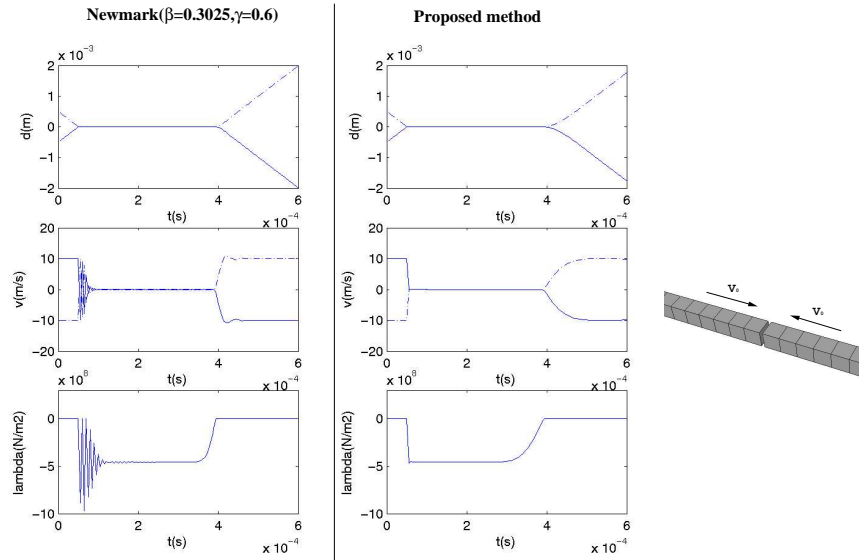 Newmark(β=0.3025,γ=0.6)
Proposed method
x 10⁻³
2
1
0
−1
−2
d(m)
0 2 4 6
t(s)
x 10⁻⁴
20
10
0
−10
−20
v(m/s)
0 2 4 6
t(s)
x 10⁻⁴
x 10⁸
0
−5
−10
lambda(N/m2)
0 2 4 6
t(s)
x 10⁻⁴
x 10⁻³
2
1
0
−1
−2
d(m)
0 2 4 6
t(s)
x 10⁻⁴
20
10
0
−10
−20
v(m/s)
0 2 4 6
t(s)
x 10⁻⁴
x 10⁸
0
−5
−10
lambda(N/m2)
0 2 4 6
t(s)
x 10⁻⁴
V₀
V₀